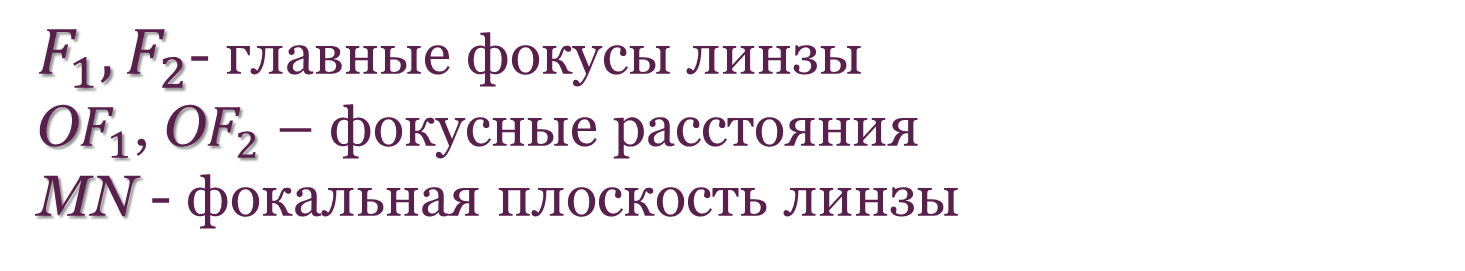 F₁, F₂- главные фокусы линзы
OF₁, OF₂ – фокусные расстояния
MN - фокальная плоскость линзы